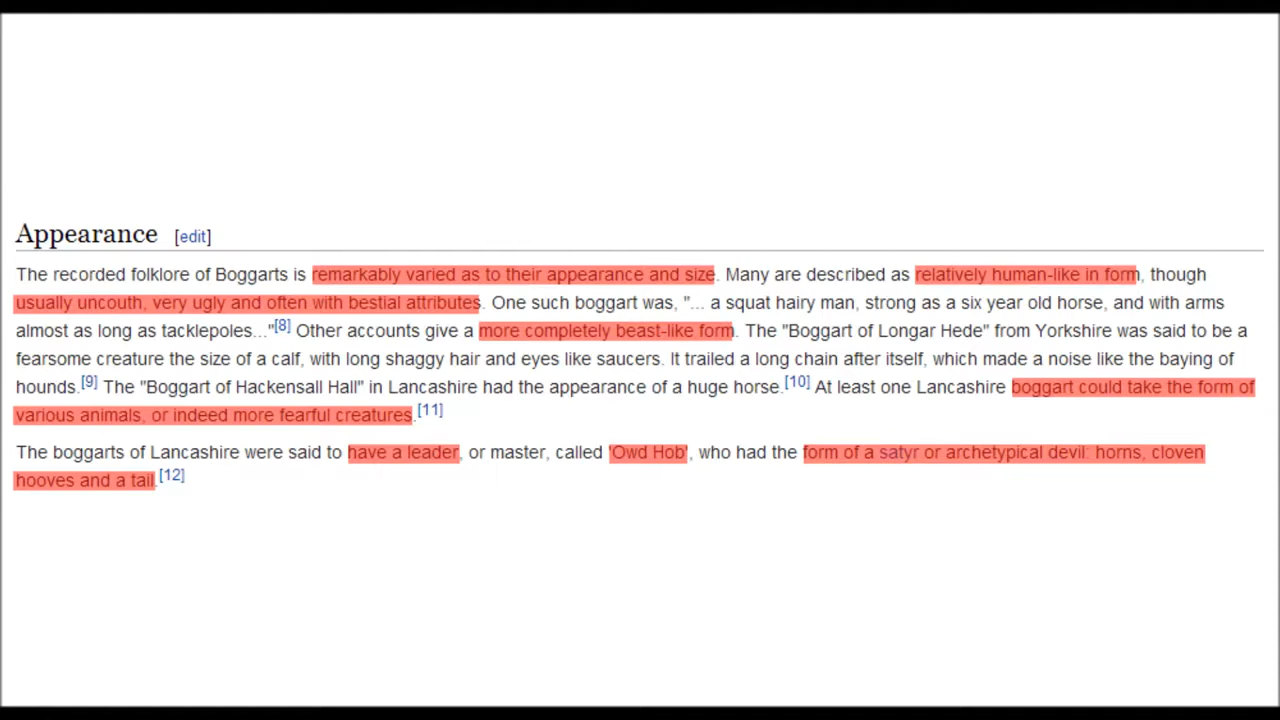 Appearance [edit]
The recorded folklore of Boggarts is remarkably varied as to their appearance and size. Many are described as relatively human-like in form, though
usually uncouth, very ugly and often with bestial attributes. One such boggart was, "... a squat hairy man, strong as a six year old horse, and with arms
almost as long as tacklepoles..."[8] Other accounts give a more completely beast-like form. The "Boggart of Longar Hede" from Yorkshire was said to be a
fearsome creature the size of a calf, with long shaggy hair and eyes like saucers. It trailed a long chain after itself, which made a noise like the baying of
hounds.[9] The "Boggart of Hackensall Hall" in Lancashire had the appearance of a huge horse.[10] At least one Lancashire boggart could take the form of
various animals, or indeed more fearful creatures.[11]
The boggarts of Lancashire were said to have a leader, or master, called 'Owd Hob', who had the form of a satyr or archetypical devil: horns, cloven
hooves and a tail.[12]